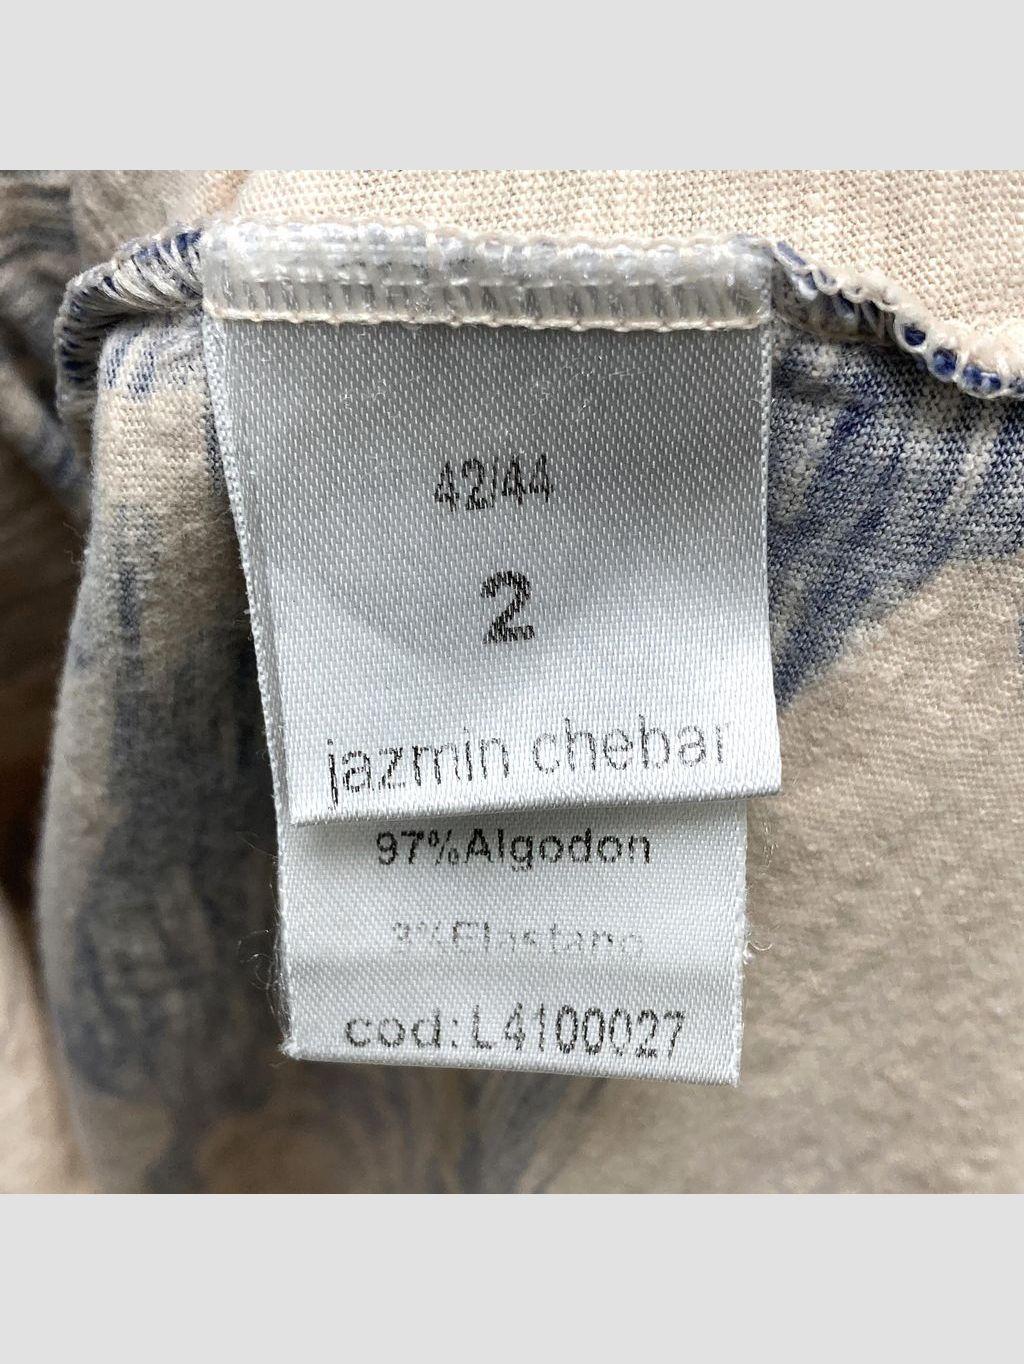 42/44
2
jazmin chebar
97%Algodon
3%Elastano
cod:L4100027